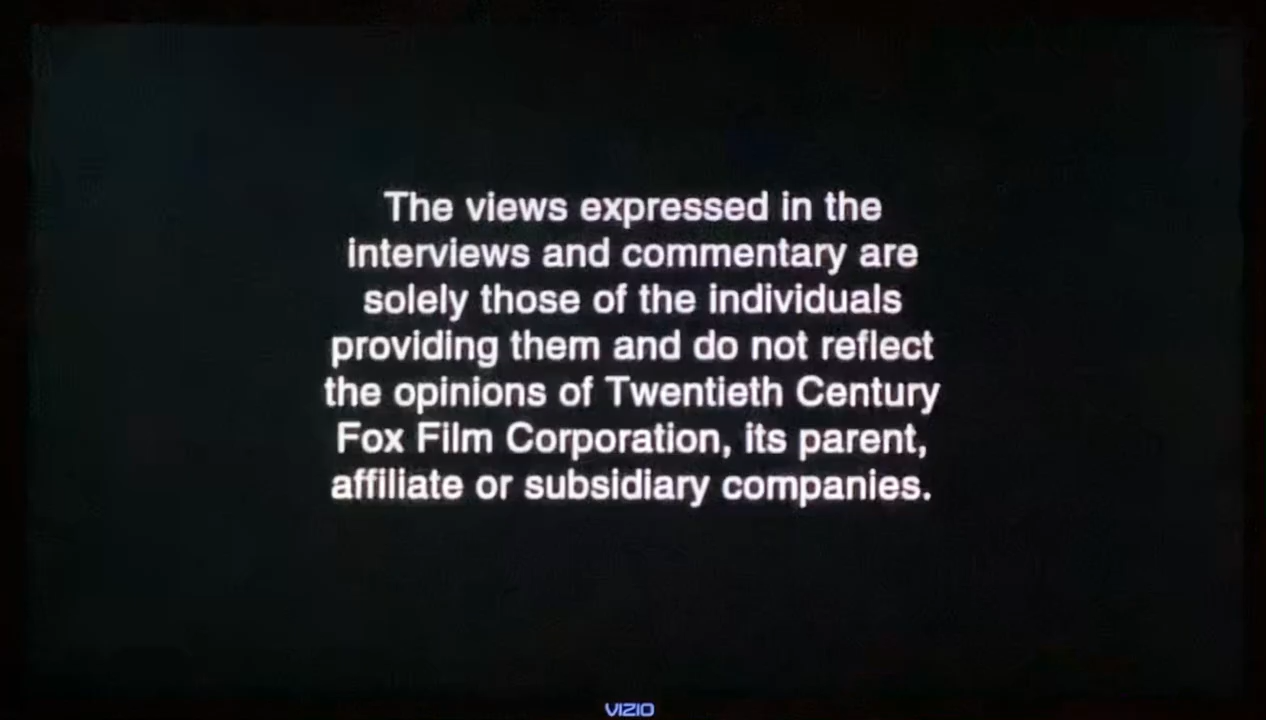 The views expressed in the
interviews and commentary are
solely those of the individuals
providing them and do not reflect
the opinions of Twentieth Century
Fox Film Corporation, its parent,
affiliate or subsidiary companies.
VIZIO